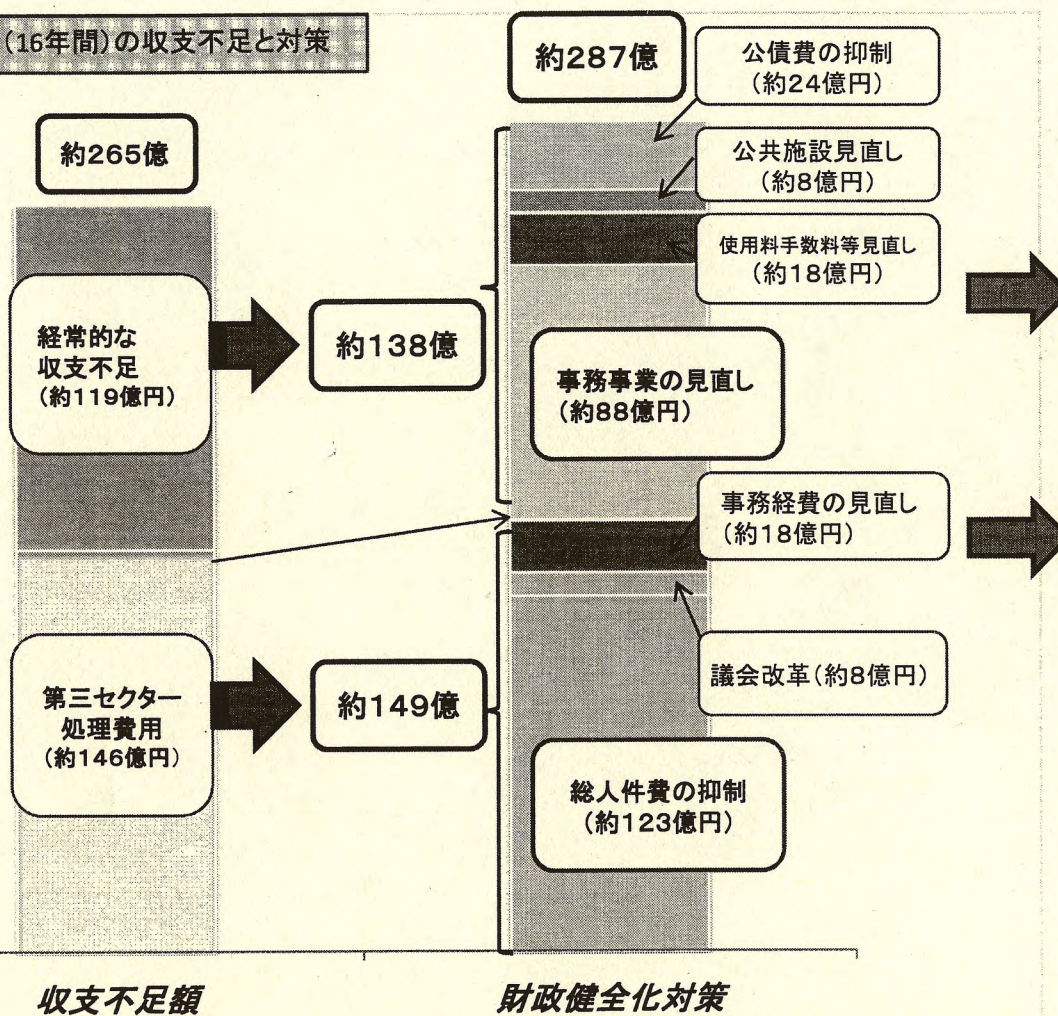 (16年間)の収支不足と対策
約265億
経常的な
収支不足
(約119億円)
第三セクター
処理費用
(約146億円)
約138億
約149億
約287億
公債費の抑制
(約24億円)
公共施設見直し
(約8億円)
使用料手数料等見直し
(約18億円)
事務事業の見直し
(約88億円)
事務経費の見直し
(約18億円)
議会改革(約8億円)
総人件費の抑制
(約123億円)
収支不足額
財政健全化対策